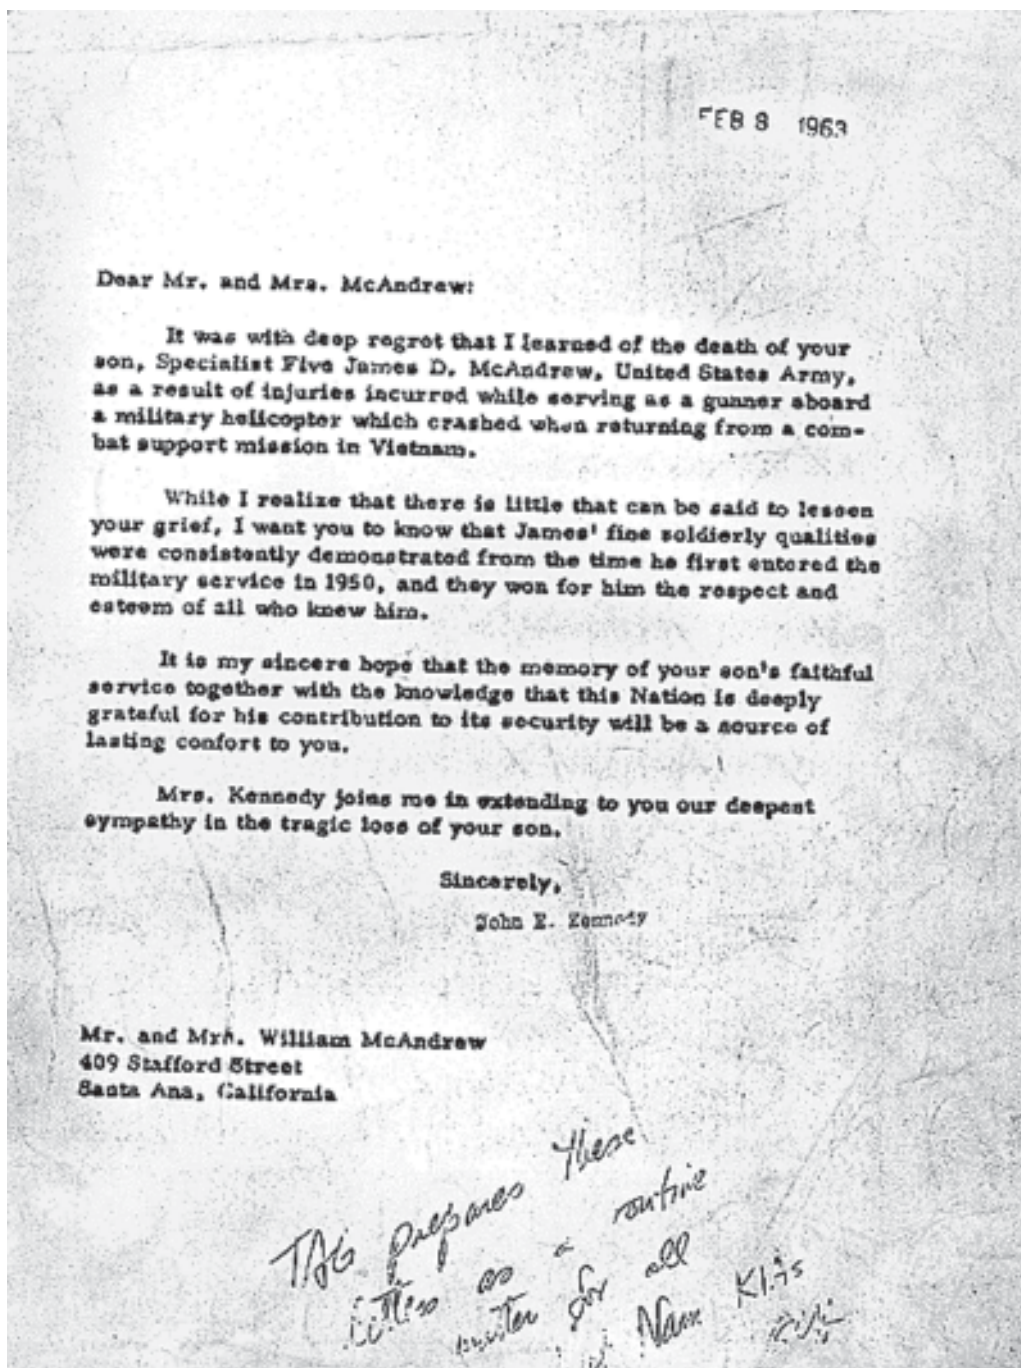 FEB 8 1963
Dear Mr. and Mrs. McAndrew:
It was with deep regret that I learned of the death of your
son, Specialist Five James D. McAndrew, United States Army,
as a result of injuries incurred while serving as a gunner aboard
a military helicopter which crashed when returning from a com-
bat support mission in Vietnam.
While I realize that there is little that can be said to lessen
your grief, I want you to know that James' fine soldierly qualities
were consistently demonstrated from the time he first entered the
military service in 1950, and they won for him the respect and
esteem of all who knew him.
It is my sincere hope that the memory of your son's faithful
service together with the knowledge that this Nation is deeply
grateful for his contribution to its security will be a source of
lasting confort to you.
Mrs. Kennedy joins me in extending to you our deepest
sympathy in the tragic loss of your son.
Sincerely,
John F. Kennedy
Mr. and Mrs. William McAndrew
409 Stafford Street
Santa Ana, California
TAG prepares these
letters as a routine
matter for all
Nam